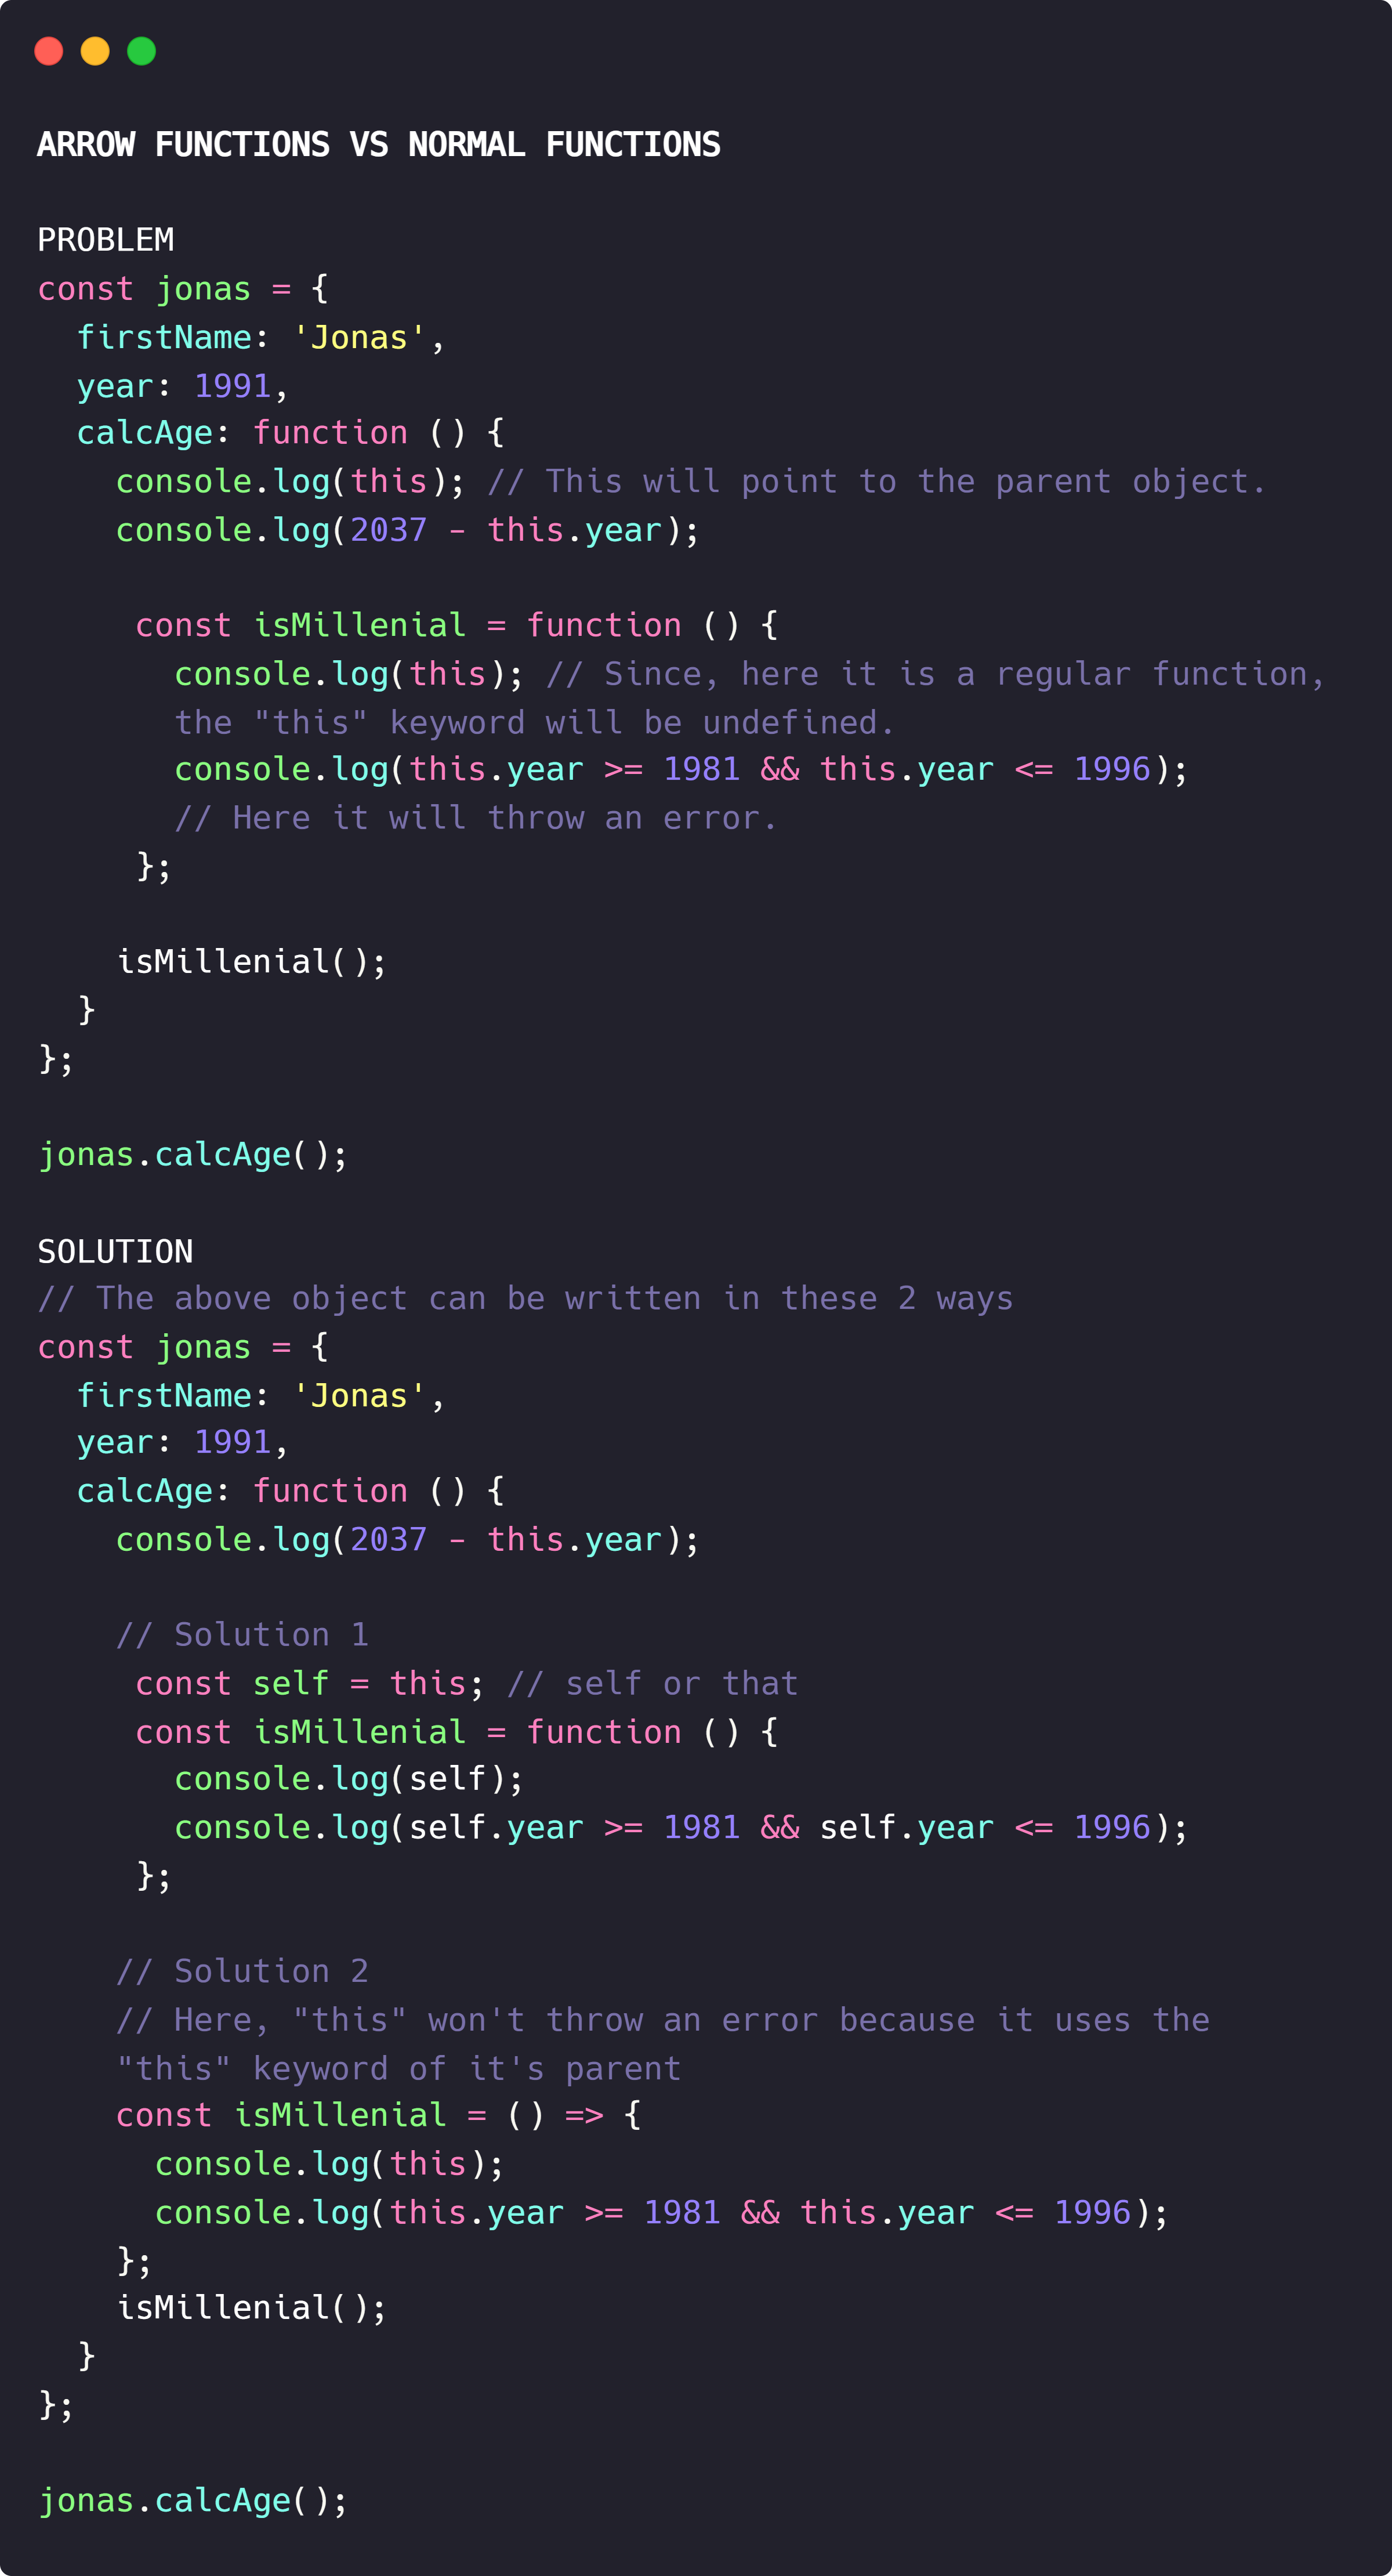 ARROW FUNCTIONS VS NORMAL FUNCTIONS
PROBLEM
const jonas = {
  firstName: 'Jonas',
  year: 1991,
  calcAge: function () {
    console.log(this); // This will point to the parent object.
    console.log(2037 - this.year);
     const isMillenial = function () {
       console.log(this); // Since, here it is a regular function,
       the "this" keyword will be undefined.
       console.log(this.year >= 1981 && this.year <= 1996);
       // Here it will throw an error.
     };
    isMillenial();
  }
};
jonas.calcAge();
SOLUTION
// The above object can be written in these 2 ways
const jonas = {
  firstName: 'Jonas',
  year: 1991,
  calcAge: function () {
    console.log(2037 - this.year);
    // Solution 1
     const self = this; // self or that
     const isMillenial = function () {
       console.log(self);
       console.log(self.year >= 1981 && self.year <= 1996);
     };
    // Solution 2
    // Here, "this" won't throw an error because it uses the
    "this" keyword of it's parent
    const isMillenial = () => {
      console.log(this);
      console.log(this.year >= 1981 && this.year <= 1996);
    };
    isMillenial();
  }
};
jonas.calcAge();